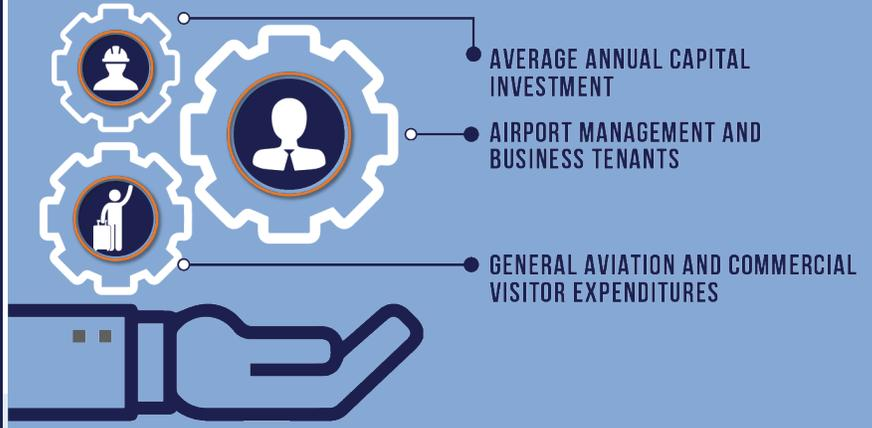 AVERAGE ANNUAL CAPITAL
INVESTMENT
AIRPORT MANAGEMENT AND
BUSINESS TENANTS
GENERAL AVIATION AND COMMERCIAL
VISITOR EXPENDITURES